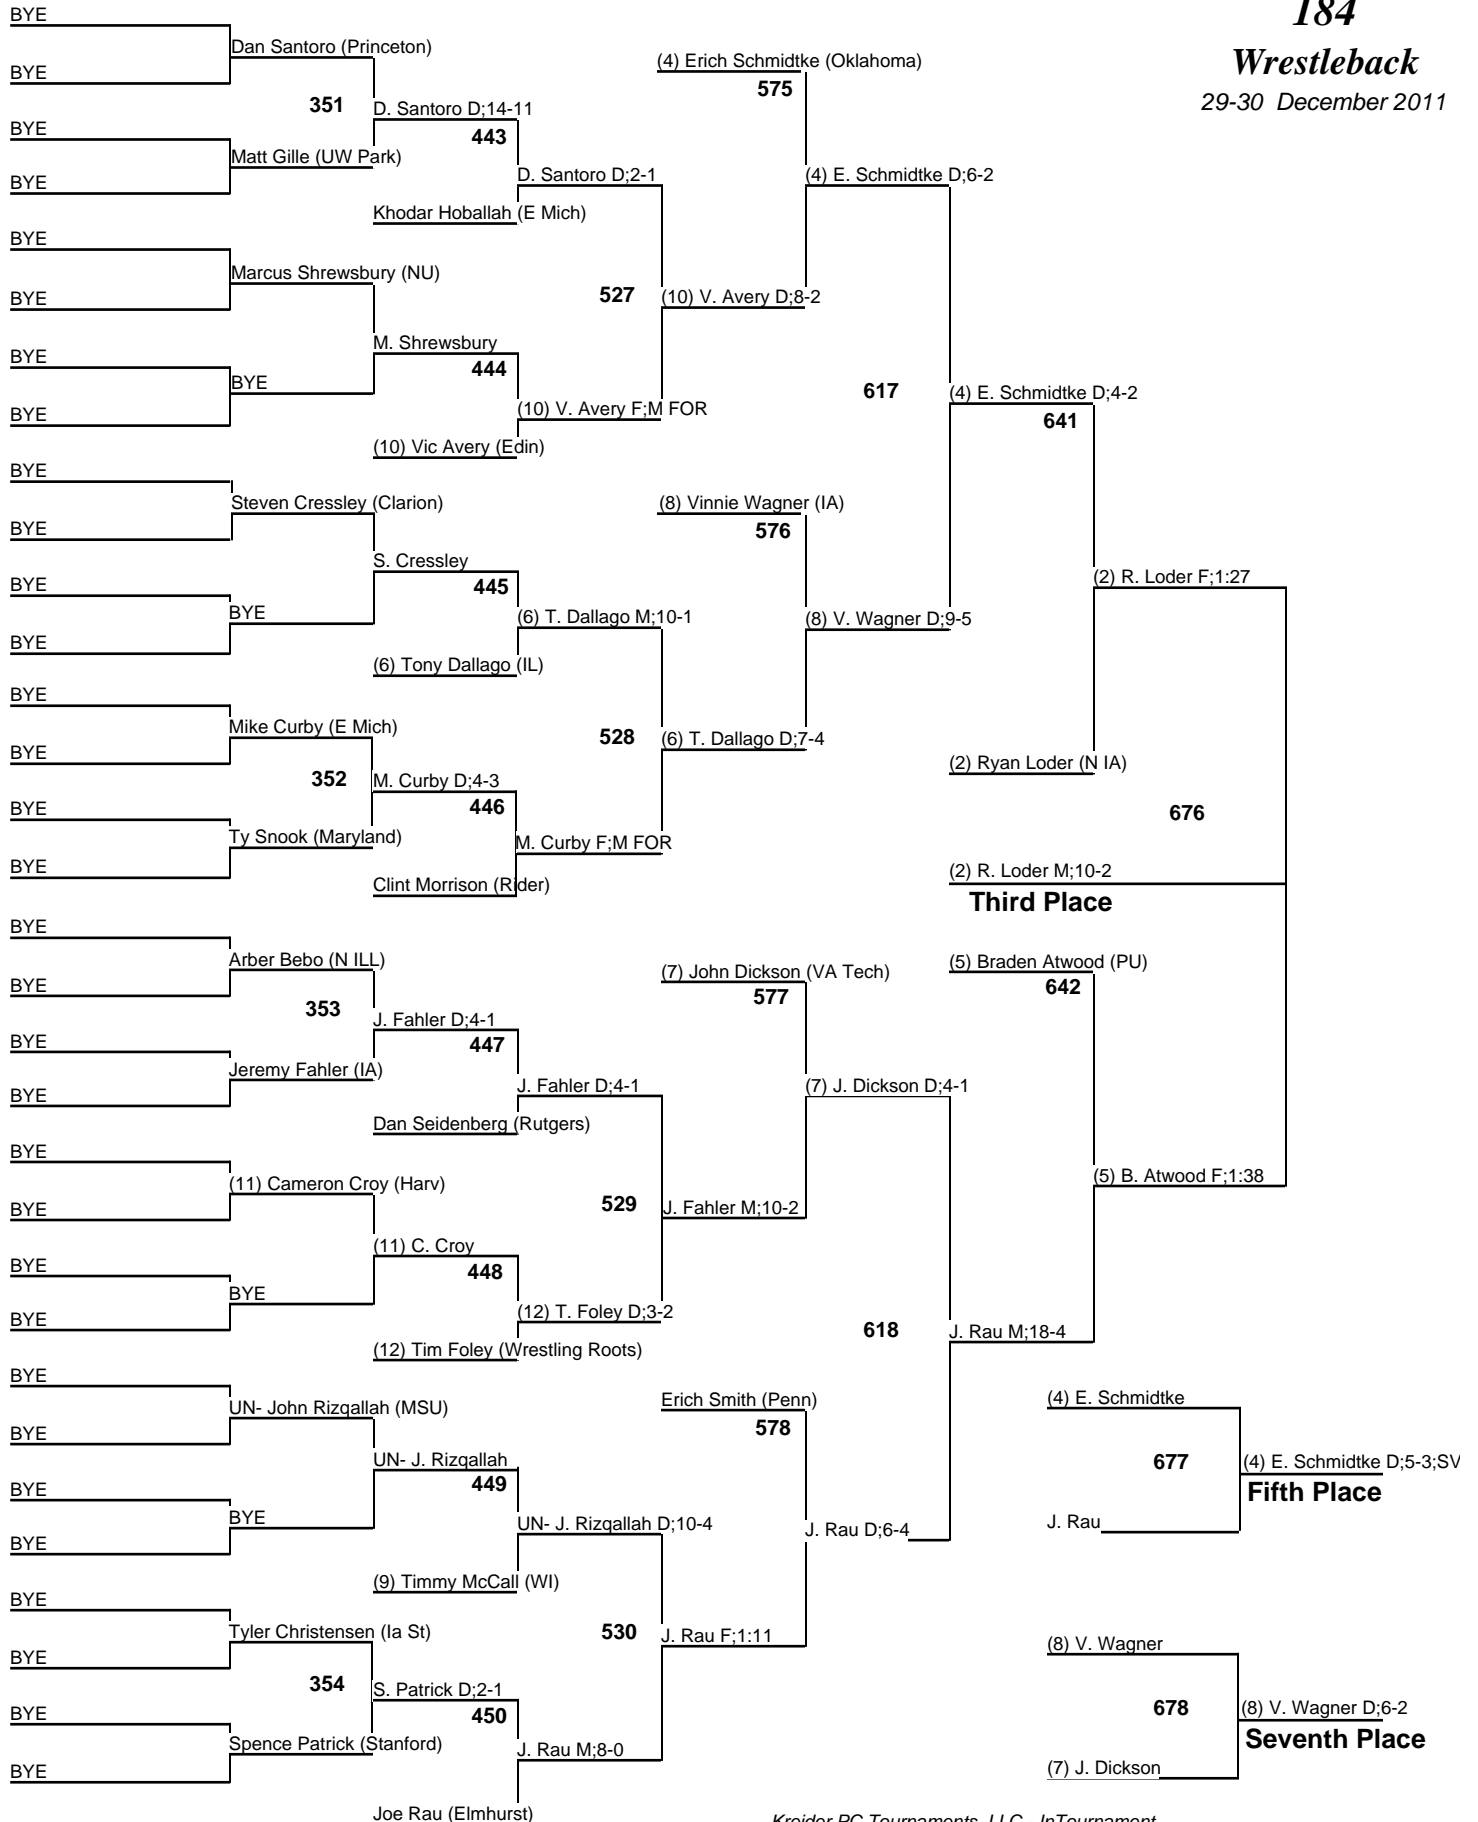 184
Wrestleback
29-30 December 2011
BYE
Dan Santoro (Princeton)
BYE
351
D. Santoro D;14-11
443
BYE
Matt Gille (UW Park)
BYE
D. Santoro D;2-1
Khodar Hoballah (E Mich)
BYE
Marcus Shrewsbury (NU)
BYE
527
(10) V. Avery D;8-2
M. Shrewsbury
444
BYE
BYE
BYE
(10) V. Avery F;M FOR
(10) Vic Avery (Edin)
(4) Erich Schmidtke (Oklahoma)
575
(4) E. Schmidtke D;6-2
617
(4) E. Schmidtke D;4-2
641
BYE
Steven Cressley (Clarion)
BYE
S. Cressley
445
BYE
BYE
BYE
(6) T. Dallago M;10-1
(6) Tony Dallago (IL)
(8) Vinnie Wagner (IA)
576
(8) V. Wagner D;9-5
(2) R. Loder F;1:27
BYE
Mike Curby (E Mich)
BYE
528
(6) T. Dallago D;7-4
352
M. Curby D;4-3
446
BYE
Ty Snook (Maryland)
BYE
M. Curby F;M FOR
Clint Morrison (Rider)
(2) Ryan Loder (N IA)
676
(2) R. Loder M;10-2
Third Place
BYE
Arber Bebo (N ILL)
BYE
353
J. Fahler D;4-1
447
BYE
Jeremy Fahler (IA)
BYE
J. Fahler D;4-1
Dan Seidenberg (Rutgers)
(7) John Dickson (VA Tech)
577
(7) J. Dickson D;4-1
(5) Braden Atwood (PU)
642
(5) B. Atwood F;1:38
BYE
(11) Cameron Croy (Harv)
BYE
529
J. Fahler M;10-2
(11) C. Croy
448
BYE
BYE
BYE
(12) T. Foley D;3-2
(12) Tim Foley (Wrestling Roots)
618
J. Rau M;18-4
BYE
UN- John Rizqallah (MSU)
BYE
Erich Smith (Penn)
578
UN- J. Rizqallah
449
BYE
BYE
BYE
UN- J. Rizqallah D;10-4
J. Rau D;6-4
(9) Timmy McCall (WI)
(4) E. Schmidtke
677
(4) E. Schmidtke D;5-3;SV
Fifth Place
J. Rau
BYE
Tyler Christensen (Ia St)
BYE
530
J. Rau F;1:11
354
S. Patrick D;2-1
450
BYE
Spence Patrick (Stanford)
BYE
J. Rau M;8-0
Joe Rau (Elmhurst)
(8) V. Wagner
678
(8) V. Wagner D;6-2
Seventh Place
(7) J. Dickson
Kreider PC Tournaments, LLC - InTournament